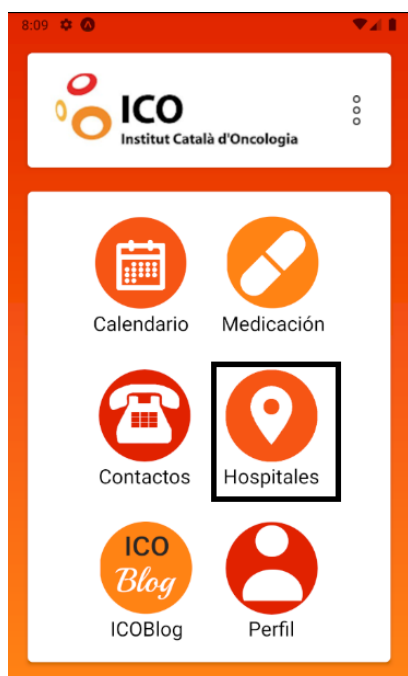 8:09
ICO
Institut Català d'Oncologia
Calendario
Medicación
Contactos
Hospitales
ICO
Blog
ICOBlog
Perfil